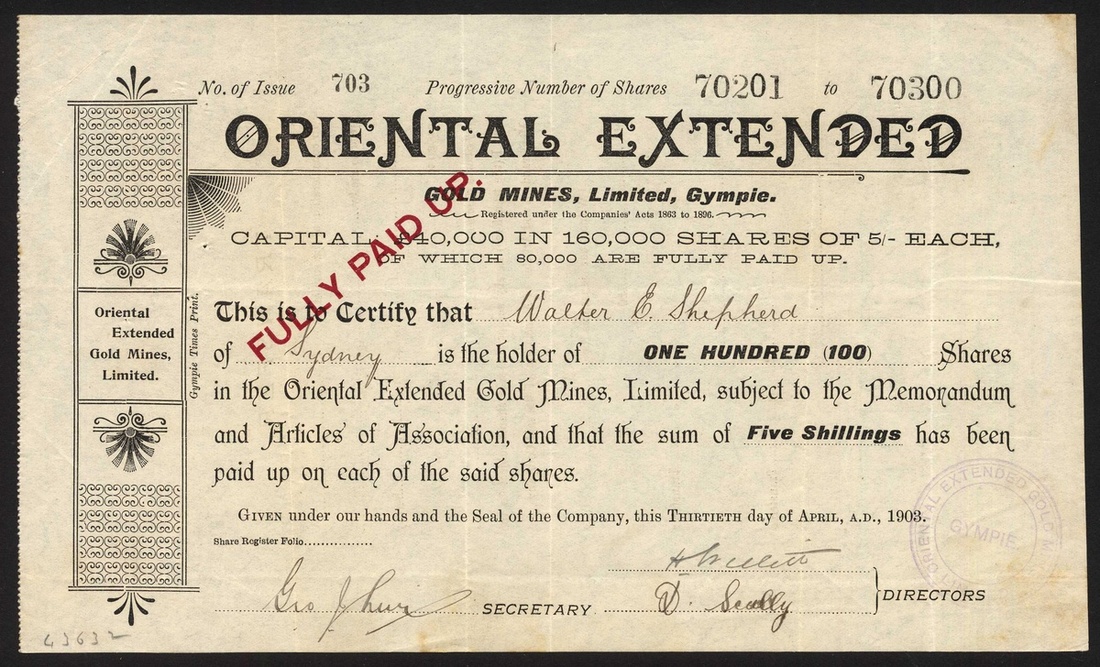 No. of Issue 703 Progressive Number of Shares 70201 to 70300
ORIENTAL EXTENDED
GOLD MINES, Limited, Gympie.
Registered under the Companies' Acts 1863 to 1896.
CAPITAL: £40,000 IN 160,000 SHARES OF 5/- EACH,
OF WHICH 80,000 ARE FULLY PAID UP.
FULLY PAID UP.
This is to Certify that Walter E. Shepherd
of Sydney is the holder of ONE HUNDRED (100) Shares
in the Oriental Extended Gold Mines, Limited, subject to the Memorandum
and Articles of Association, and that the sum of Five Shillings has been
paid up on each of the said shares.
GIVEN under our hands and the Seal of the Company, this THIRTIETH day of APRIL, A.D., 1903.
Share Register Folio
D. Scully
SECRETARY
DIRECTORS
Oriental
Extended
Gold Mines,
Limited.
Gympie Times Print.
ORIENTAL EXTENDED GOLD
GYMPIE
43632